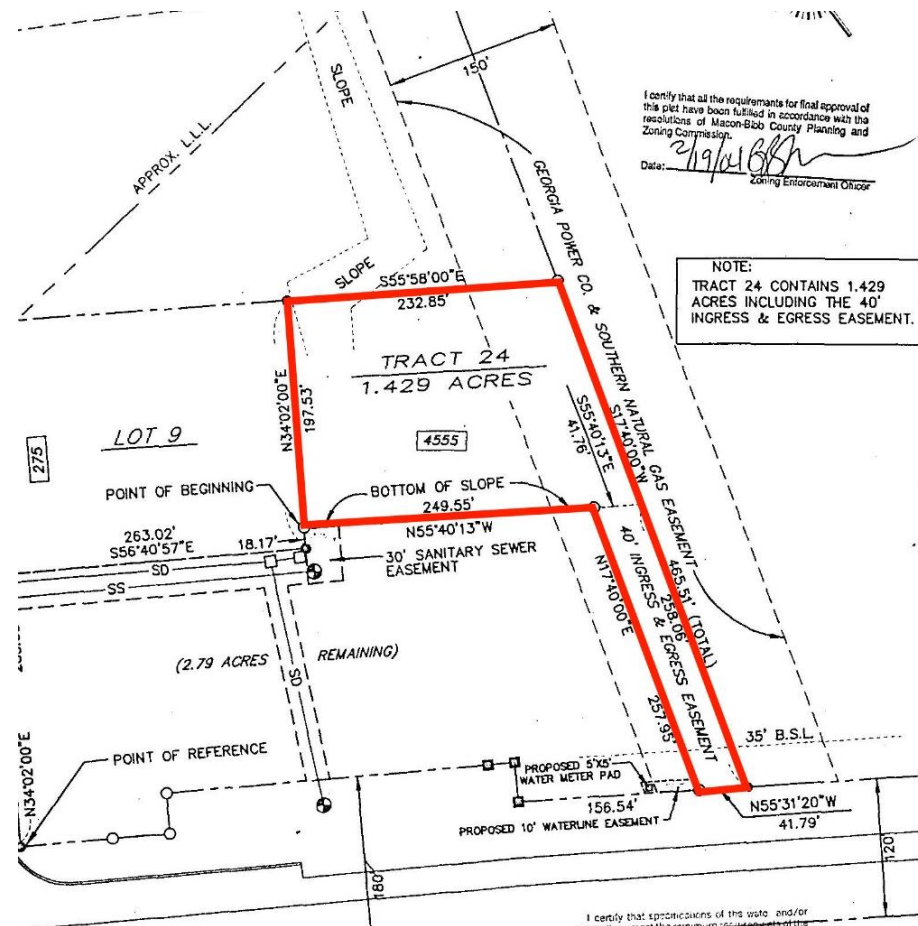 150'
SLOPE
APPROX. L.L.L.
I certify that all the requirements for final approval of
this plat have been fulfilled in accordance with the
resolutions of Macon-Bibb County Planning and
Zoning Commission.
Date: 2/19/01
Zoning Enforcement Officer
GEORGIA POWER CO. & SOUTHERN NATURAL GAS EASEMENT
NOTE:
TRACT 24 CONTAINS 1.429
ACRES INCLUDING THE 40'
INGRESS & EGRESS EASEMENT.
SLOPE
S55°58'00"E
232.85'
TRACT 24
1.429 ACRES
N34°02'00"E
197.53'
S55°40'13"E
41.76'
S17°40'00"W
465.51' (TOTAL)
258.06'
LOT 9
275
4555
POINT OF BEGINNING
BOTTOM OF SLOPE
249.55'
N55°40'13"W
263.02'
S56°40'57"E
18.17'
30' SANITARY SEWER
EASEMENT
SD
SS
40' INGRESS & EGRESS EASEMENT
N17°40'00"E
257.95'
(2.79 ACRES REMAINING)
SD
POINT OF REFERENCE
N34°02'00"E
35' B.S.L.
PROPOSED 5'X5'
WATER METER PAD
156.54'
PROPOSED 10' WATERLINE EASEMENT
N55°31'20"W
41.79'
180'
120'
I certify that specifications of the wate and/or